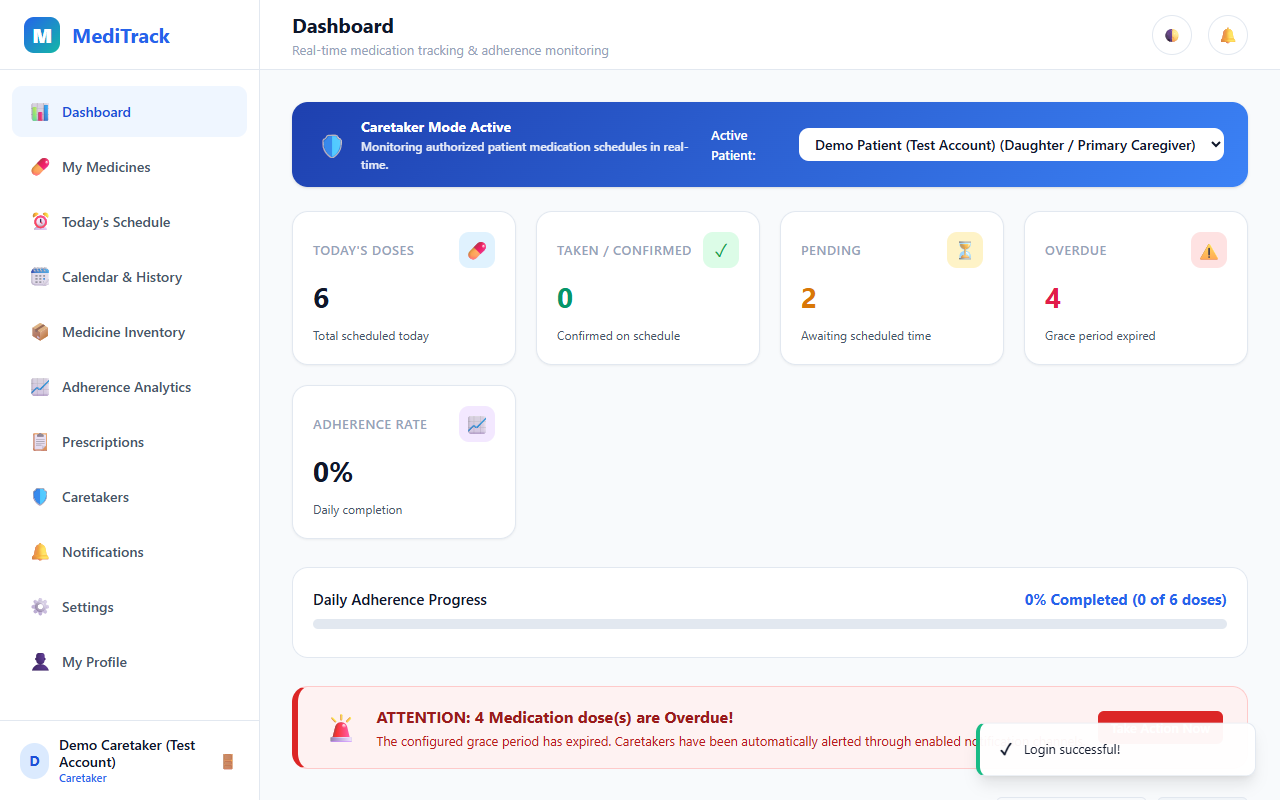 M MediTrack
Dashboard
Real-time medication tracking & adherence monitoring
Dashboard
My Medicines
Today's Schedule
Calendar & History
Medicine Inventory
Adherence Analytics
Prescriptions
Caretakers
Notifications
Settings
My Profile
D
Demo Caretaker (Test
Account)
Caretaker
Caretaker Mode Active
Monitoring authorized patient medication schedules in real-
time.
Active
Patient:
Demo Patient (Test Account) (Daughter / Primary Caregiver)
TODAY'S DOSES
6
Total scheduled today
TAKEN / CONFIRMED
0
Confirmed on schedule
PENDING
2
Awaiting scheduled time
OVERDUE
4
Grace period expired
ADHERENCE RATE
0%
Daily completion
Daily Adherence Progress
0% Completed (0 of 6 doses)
ATTENTION: 4 Medication dose(s) are Overdue!
The configured grace period has expired. Caretakers have been automatically alerted through enabled
Login successful!